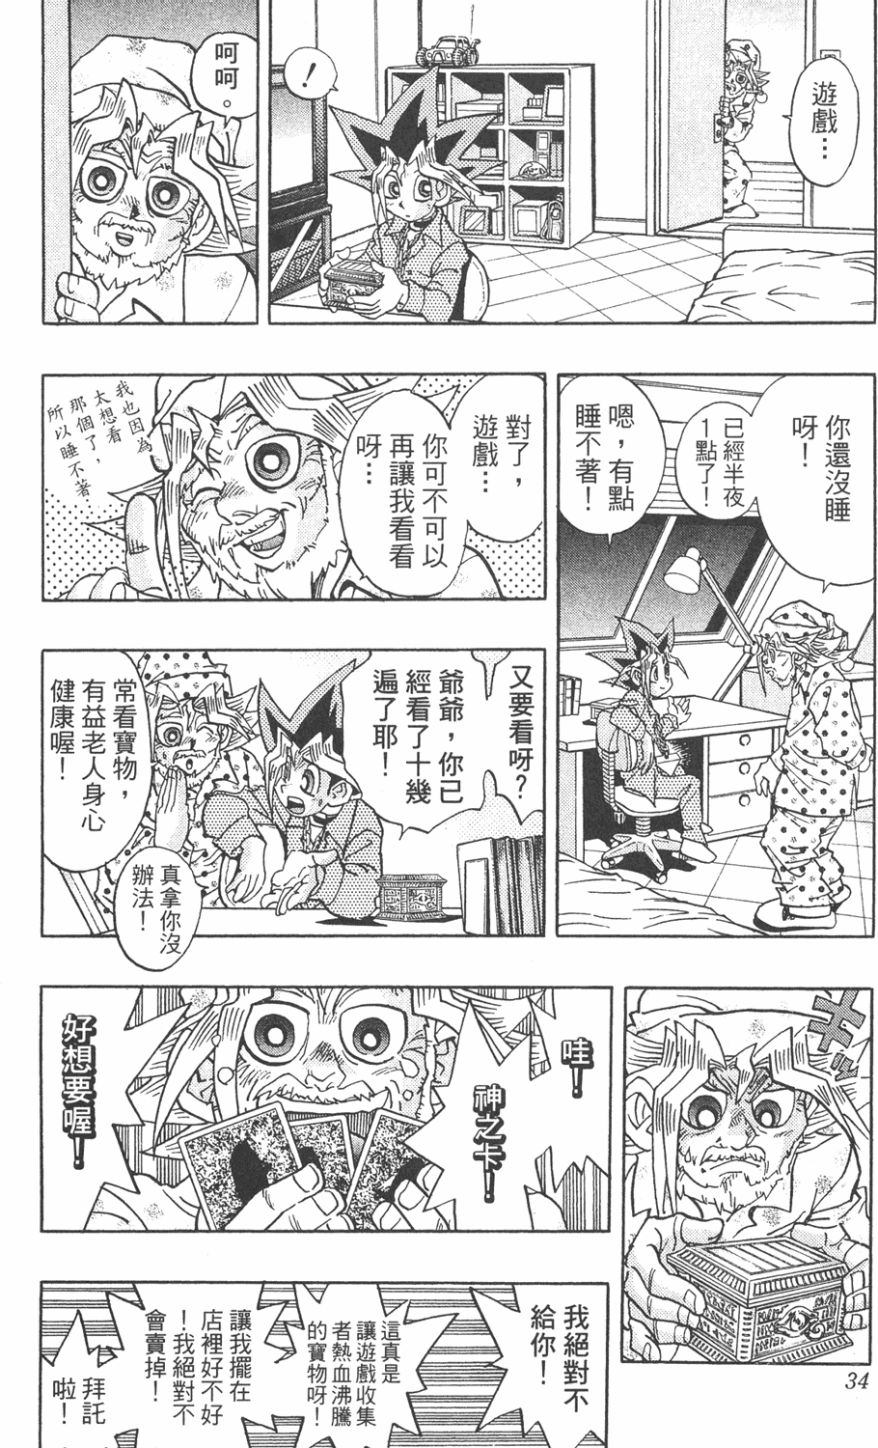 遊戲…
！
呵呵。
你還沒睡
呀！
已經半夜
1點了！
嗯，有點
睡不著！
對了，
遊戲…
你可不可以
再讓我看看
呀…
我也因為
太想看
那個了，
所以睡不著
又要看呀？
爺爺，你已
經看了十幾
遍了耶！
常看寶物，
有益老人身心
健康喔！
真拿你沒
辦法！
哇！
神之卡！
好想要喔！
我絕對不
給你！
這真是
讓遊戲收集
者熱血沸騰
的寶物呀！
讓我擺在
店裡好不好
！我絕對不
會賣掉！
拜託
啦！
34